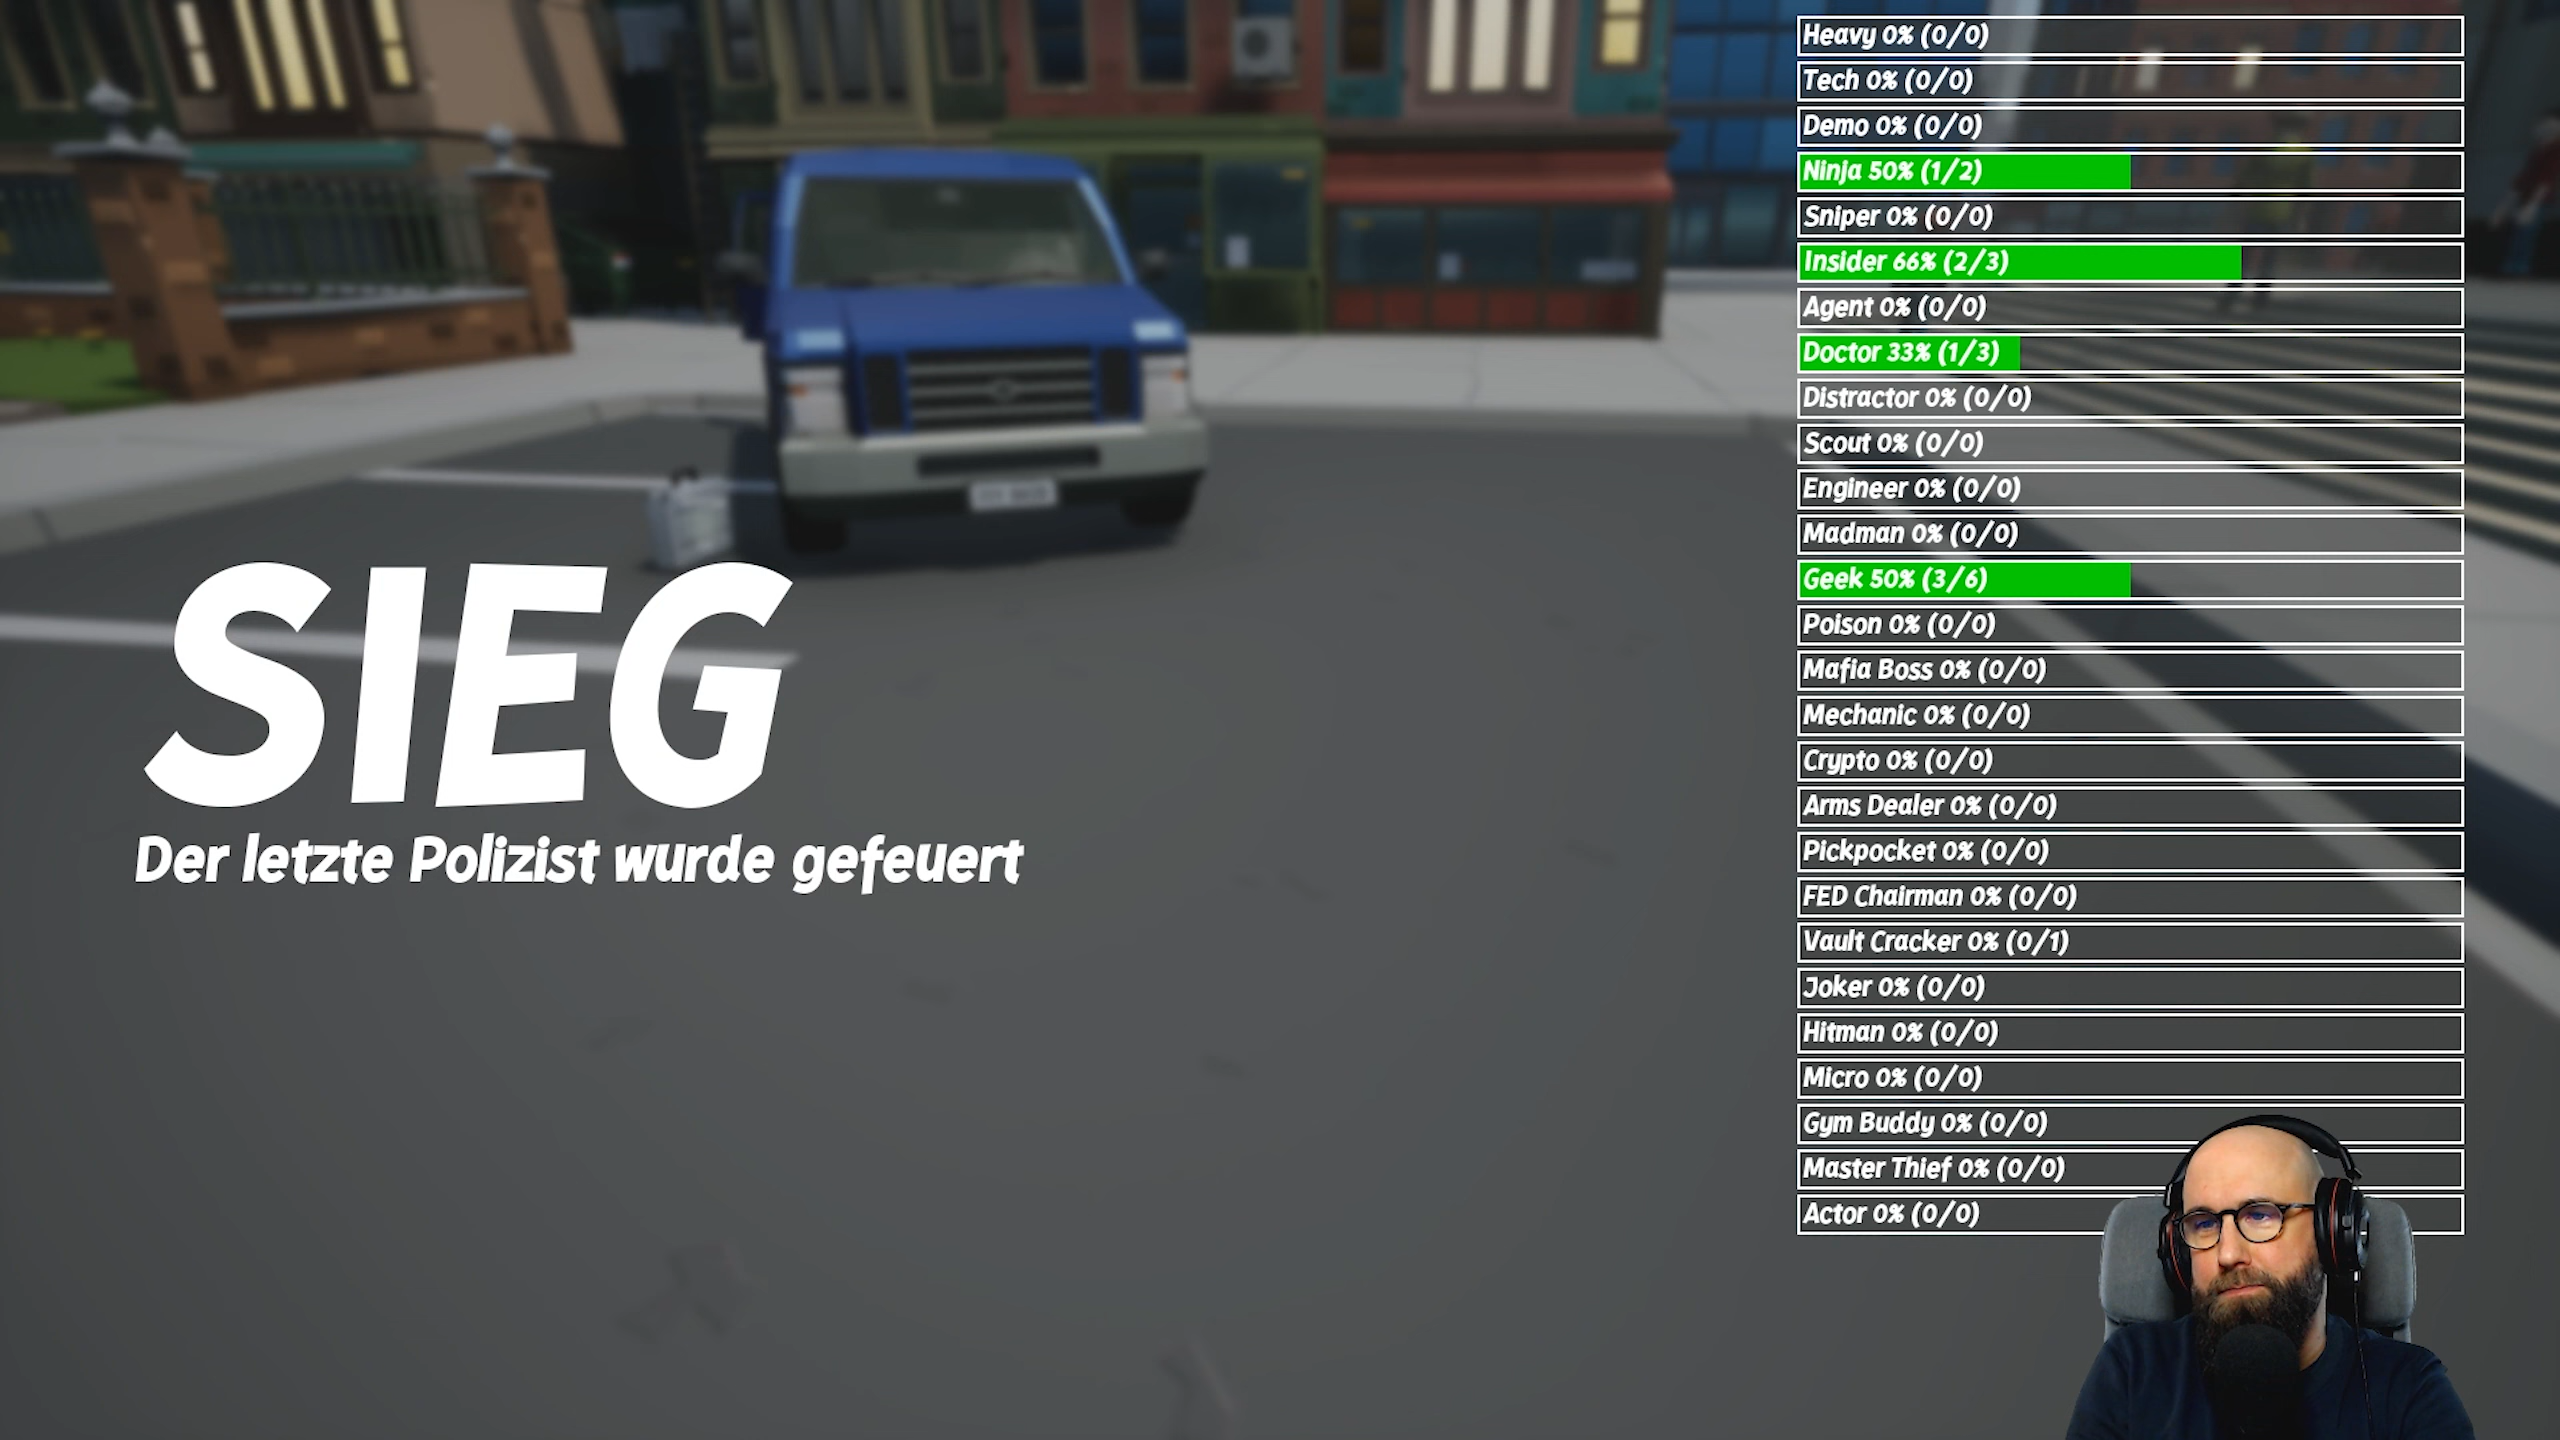 Heavy 0% (0/0)
Tech 0% (0/0)
Demo 0% (0/0)
Ninja 50% (1/2)
Sniper 0% (0/0)
Insider 66% (2/3)
Agent 0% (0/0)
Doctor 33% (1/3)
Distractor 0% (0/0)
Scout 0% (0/0)
Engineer 0% (0/0)
Madman 0% (0/0)
Geek 50% (3/6)
Poison 0% (0/0)
Mafia Boss 0% (0/0)
Mechanic 0% (0/0)
Crypto 0% (0/0)
Arms Dealer 0% (0/0)
Pickpocket 0% (0/0)
FED Chairman 0% (0/0)
Vault Cracker 0% (0/1)
Joker 0% (0/0)
Hitman 0% (0/0)
Micro 0% (0/0)
Gym Buddy 0% (0/0)
Master Thief 0% (0/0)
Actor 0% (0/0)
SIEG
Der letzte Polizist wurde gefeuert